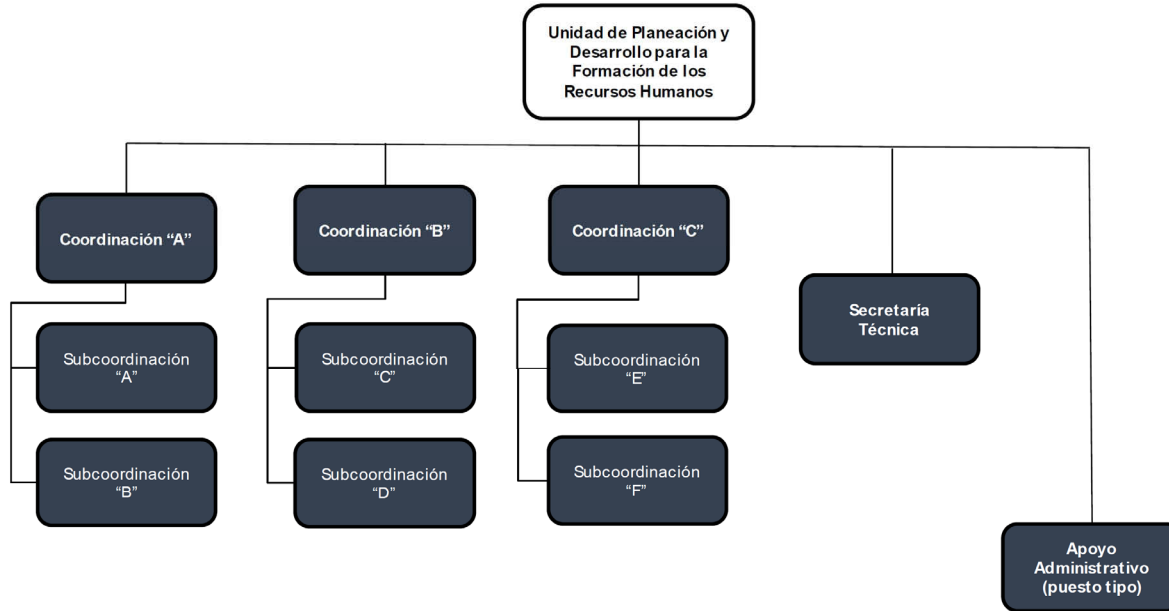 Unidad de Planeación y
Desarrollo para la
Formación de los
Recursos Humanos
Coordinación “A”
Coordinación “B”
Coordinación “C”
Secretaría
Técnica
Subcoordinación
“A”
Subcoordinación
“C”
Subcoordinación
“E”
Subcoordinación
“B”
Subcoordinación
“D”
Subcoordinación
“F”
Apoyo
Administrativo
(puesto tipo)